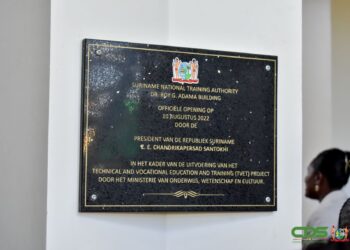 SURINAME NATIONAL TRAINING AUTHORITY
DR. ROY G. ADAMA BUILDING
OFFICIËLE OPENING OP
10 AUGUSTUS 2022
DOOR DE
PRESIDENT VAN DE REPUBLIEK SURINAME
CHANDRIKAPERSAD SANTOKHI
IN HET KADER VAN DE UITVOERING VAN HET
TECHNICAL AND VOCATIONAL EDUCATION AND TRAINING (TVET) PROJECT
DOOR HET MINISTERIE VAN ONDERWIJS, WETENSCHAP EN CULTUUR.
CDS